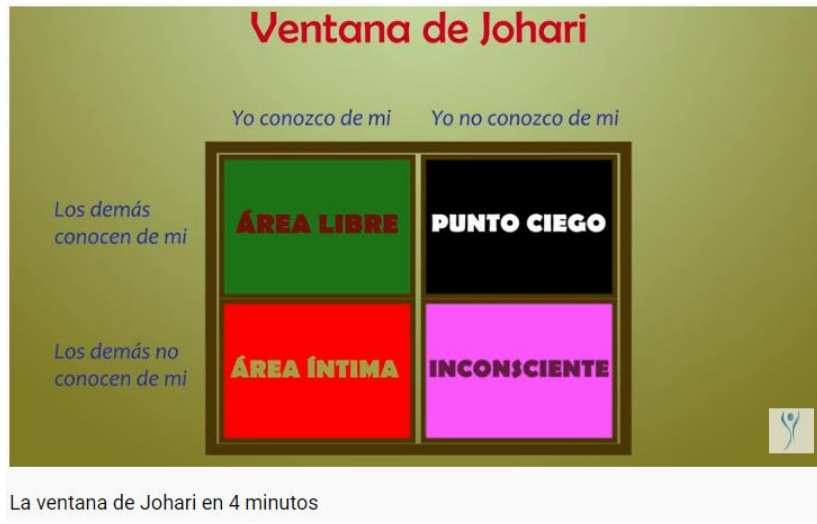 Ventana de Johari
Yo conozco de mi
Yo no conozco de mi
Los demás
conocen de mi
ÁREA LIBRE
PUNTO CIEGO
Los demás no
conocen de mi
ÁREA ÍNTIMA
INCONSCIENTE
La ventana de Johari en 4 minutos